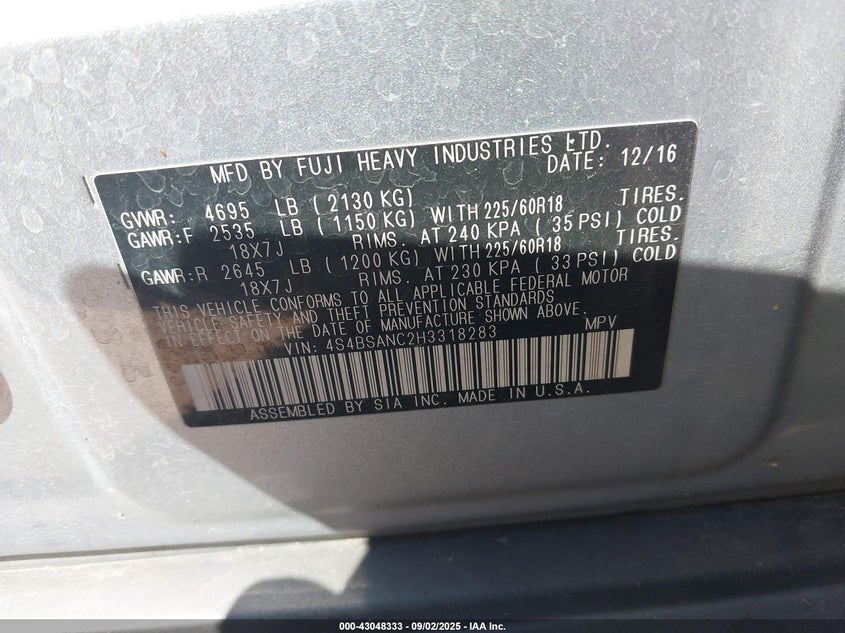 MFD BY FUJI HEAVY INDUSTRIES LTD.
DATE: 12/16
GVWR: 4695 LB ( 2130 KG)
GAWR:F 2535 LB ( 1150 KG) WITH 225/60R18 TIRES.
18X7J RIMS. AT 240 KPA ( 35 PSI) COLD
GAWR:R 2645 LB ( 1200 KG) WITH 225/60R18 TIRES.
18X7J RIMS. AT 230 KPA ( 33 PSI) COLD
THIS VEHICLE CONFORMS TO ALL APPLICABLE FEDERAL MOTOR
VEHICLE SAFETY AND THEFT PREVENTION STANDARDS
IN EFFECT ON THE DATE OF MANUFACTURE SHOWN ABOVE.
VIN: 4S4BSANC2H3318283 MPV
ASSEMBLED BY SIA INC. MADE IN U.S.A.
000-43048333 - 09/02/2025 - IAA Inc.